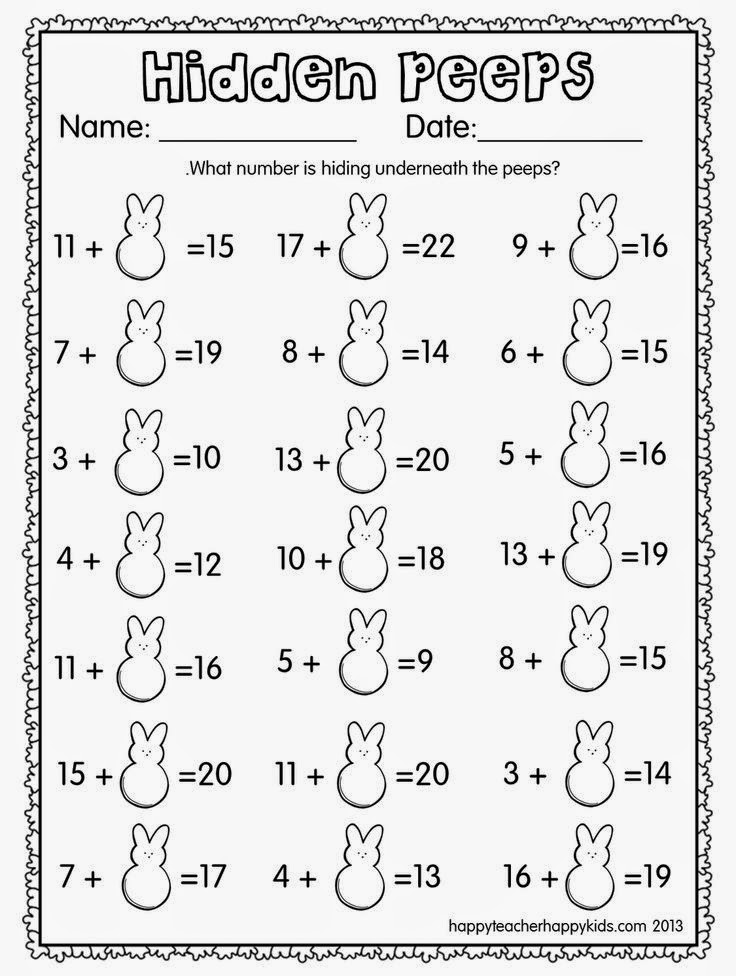 Hidden Peeps
Name: ____________ Date:____________
.What number is hiding underneath the peeps?
11 + =15 17 + =22 9 + =16
7 + =19 8 + =14 6 + =15
3 + =10 13 + =20 5 + =16
4 + =12 10 + =18 13 + =19
11 + =16 5 + =9 8 + =15
15 + =20 11 + =20 3 + =14
7 + =17 4 + =13 16 + =19
happyteacherhappykids.com 2013